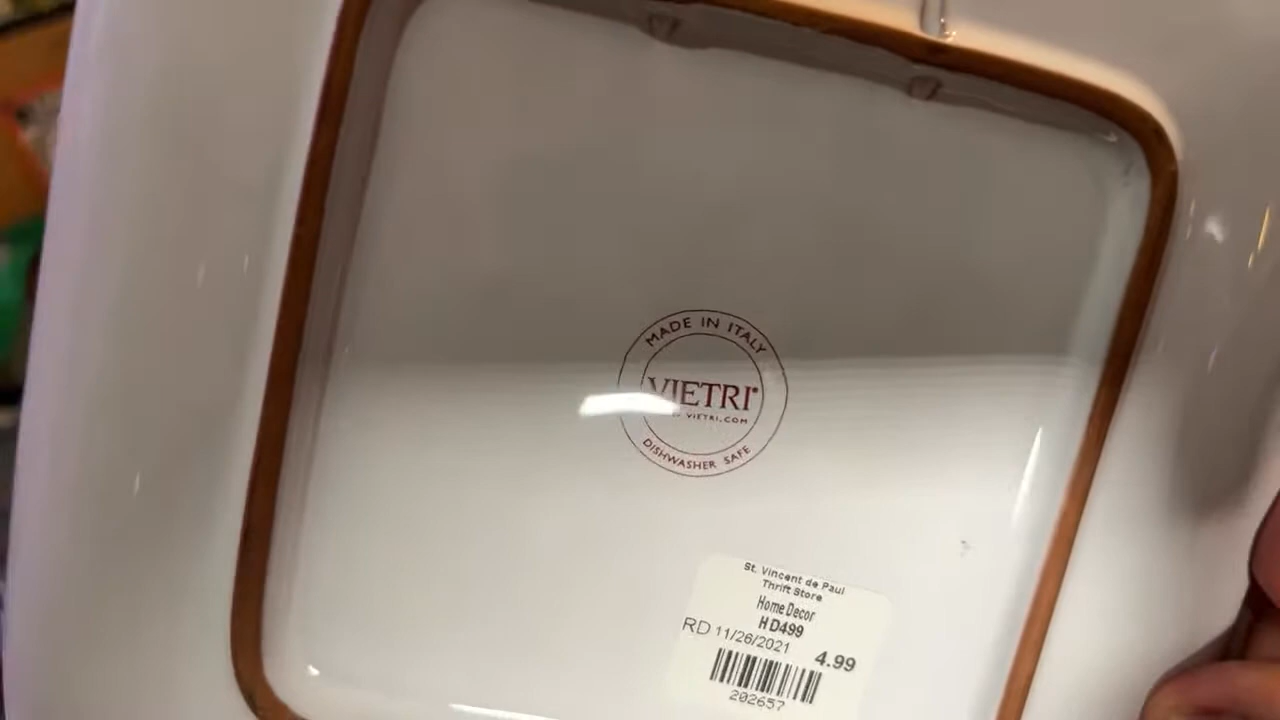 MADE IN ITALY
VIETRI®
VIETRI.COM
DISHWASHER SAFE
St. Vincent de Paul
Thrift Store
Home Decor
HD499
RD 11/26/2021 4.99
202657